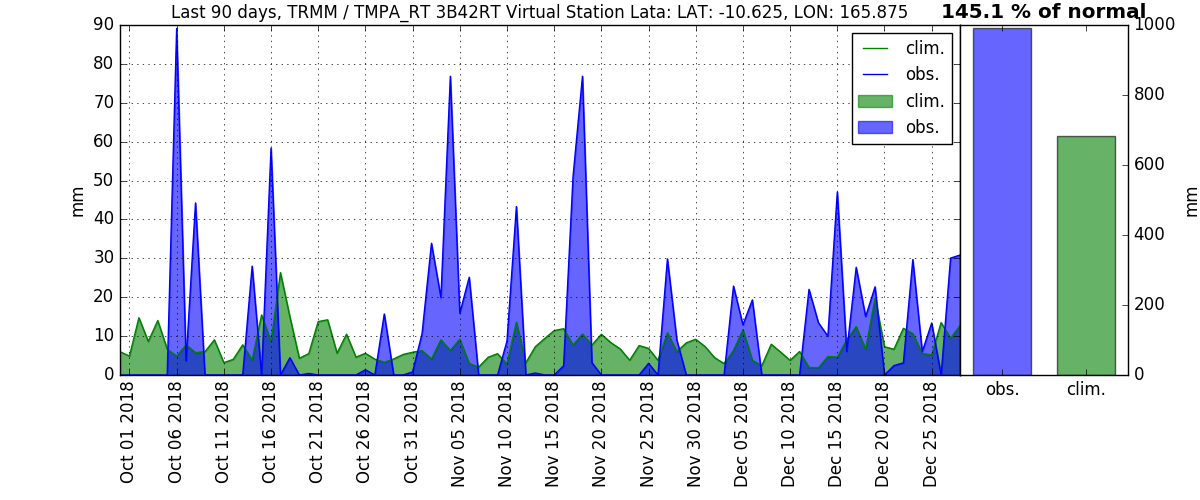 Last 90 days, TRMM / TMPA_RT 3B42RT Virtual Station Lata: LAT: -10.625, LON: 165.875
145.1 % of normal
90
80
70
60
50
40
30
20
10
0
mm
clim.
obs.
clim.
obs.
1000
800
600
400
200
0
mm
obs.
clim.
Oct 01 2018
Oct 06 2018
Oct 11 2018
Oct 16 2018
Oct 21 2018
Oct 26 2018
Oct 31 2018
Nov 05 2018
Nov 10 2018
Nov 15 2018
Nov 20 2018
Nov 25 2018
Nov 30 2018
Dec 05 2018
Dec 10 2018
Dec 15 2018
Dec 20 2018
Dec 25 2018